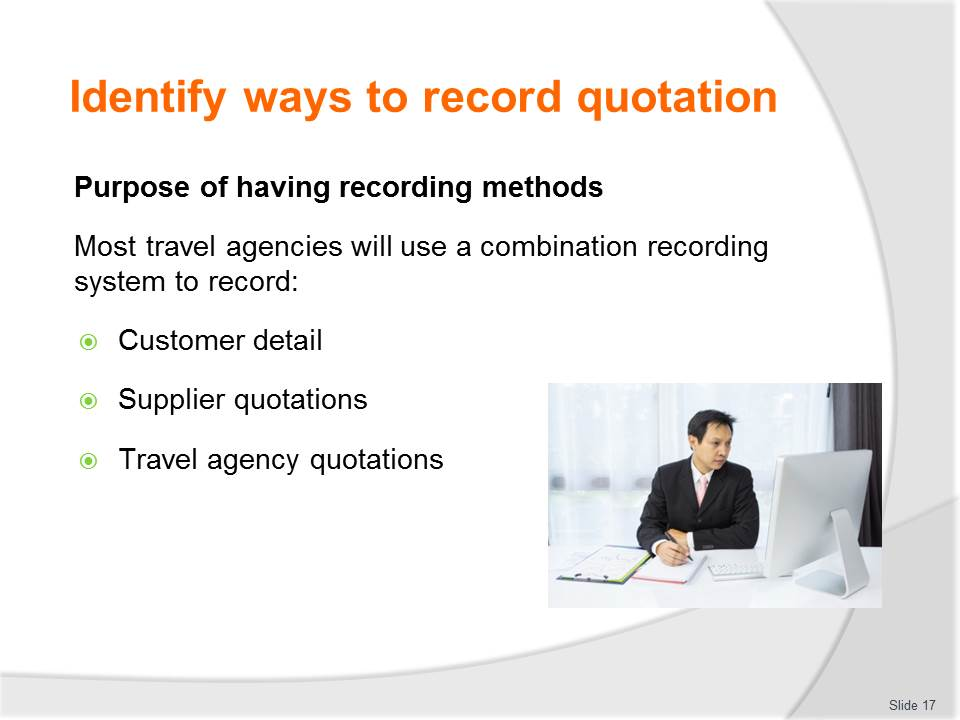 Identify ways to record quotation
Purpose of having recording methods
Most travel agencies will use a combination recording
system to record:
Customer detail
Supplier quotations
Travel agency quotations
Slide 17